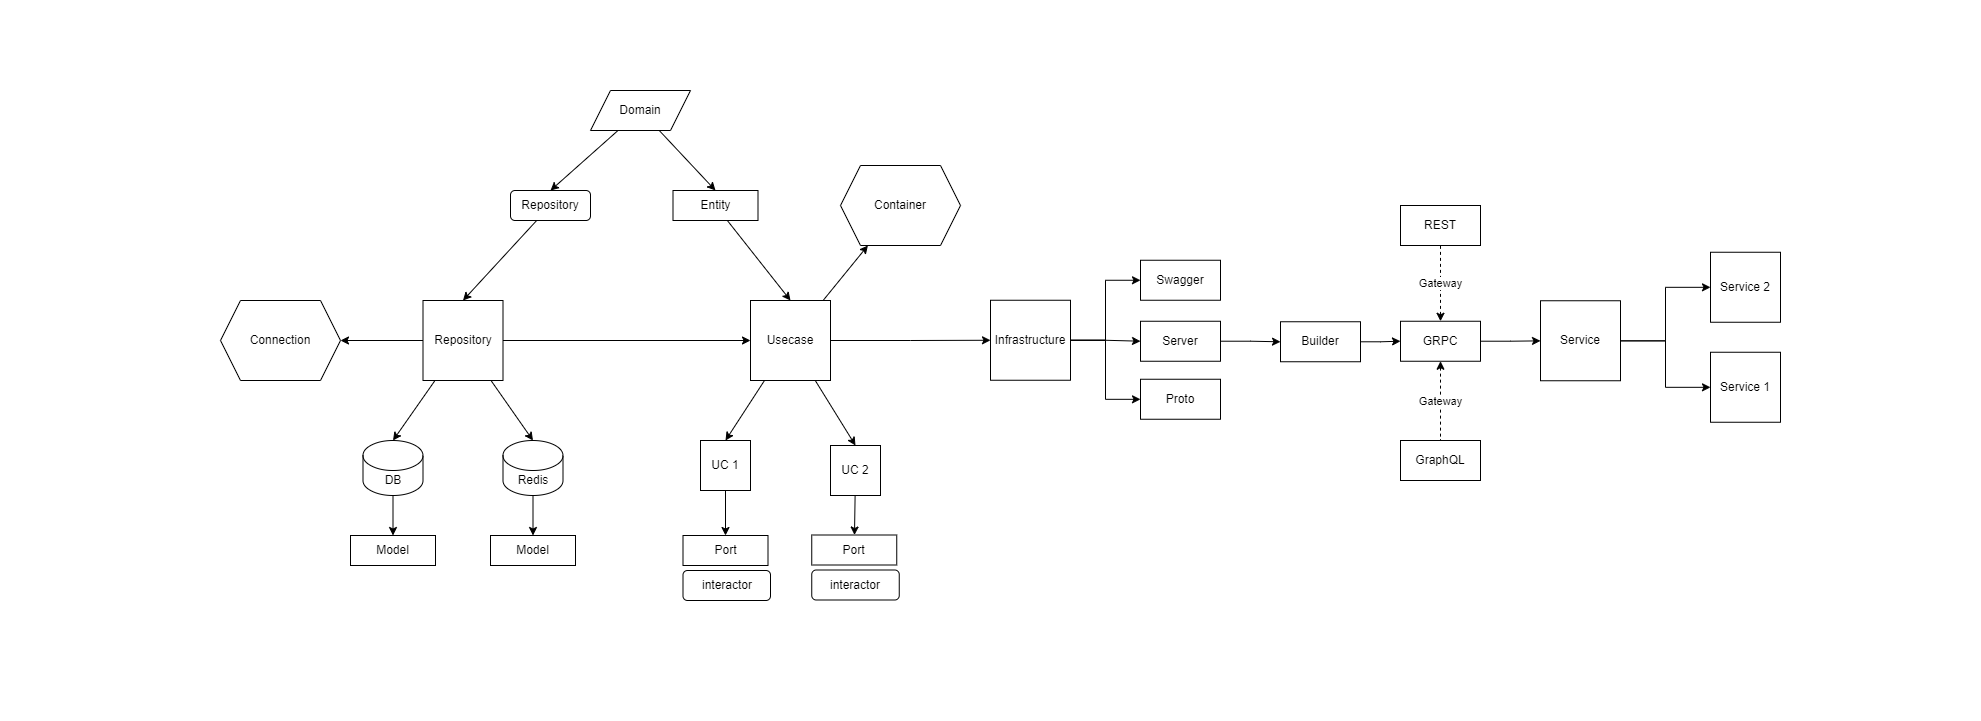 Domain
Repository
Entity
Container
REST
Swagger
Gateway
Service 2
Connection
Repository
Usecase
Infrastructure
Server
Builder
GRPC
Service
Service 1
Proto
Gateway
GraphQL
DB
Redis
UC 1
UC 2
Model
Model
Port
Port
interactor
interactor